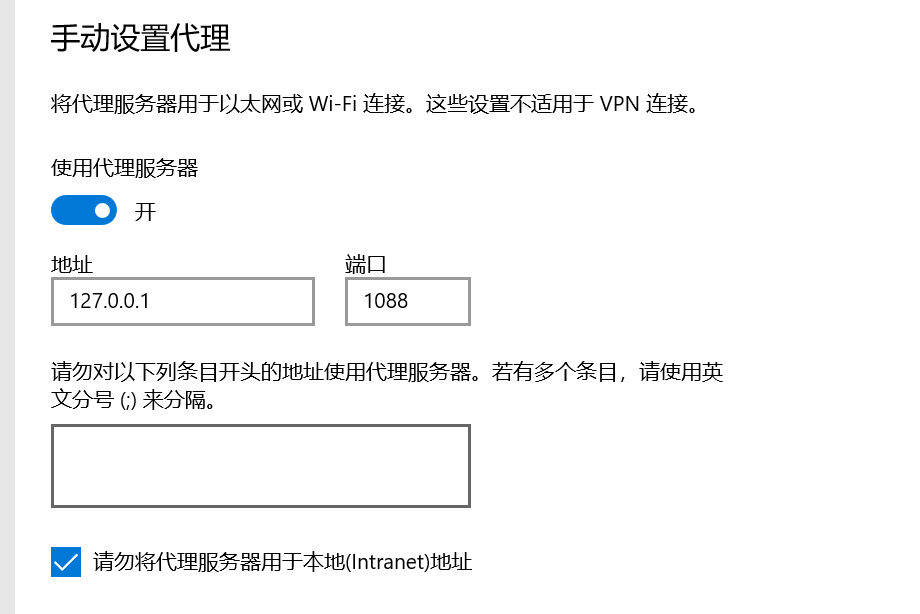 手动设置代理
将代理服务器用于以太网或 Wi-Fi 连接。这些设置不适用于 VPN 连接。
使用代理服务器
开
地址 端口
127.0.0.1 1088
请勿对以下列条目开头的地址使用代理服务器。若有多个条目，请使用英
文分号 (;) 来分隔。
请勿将代理服务器用于本地(Intranet)地址